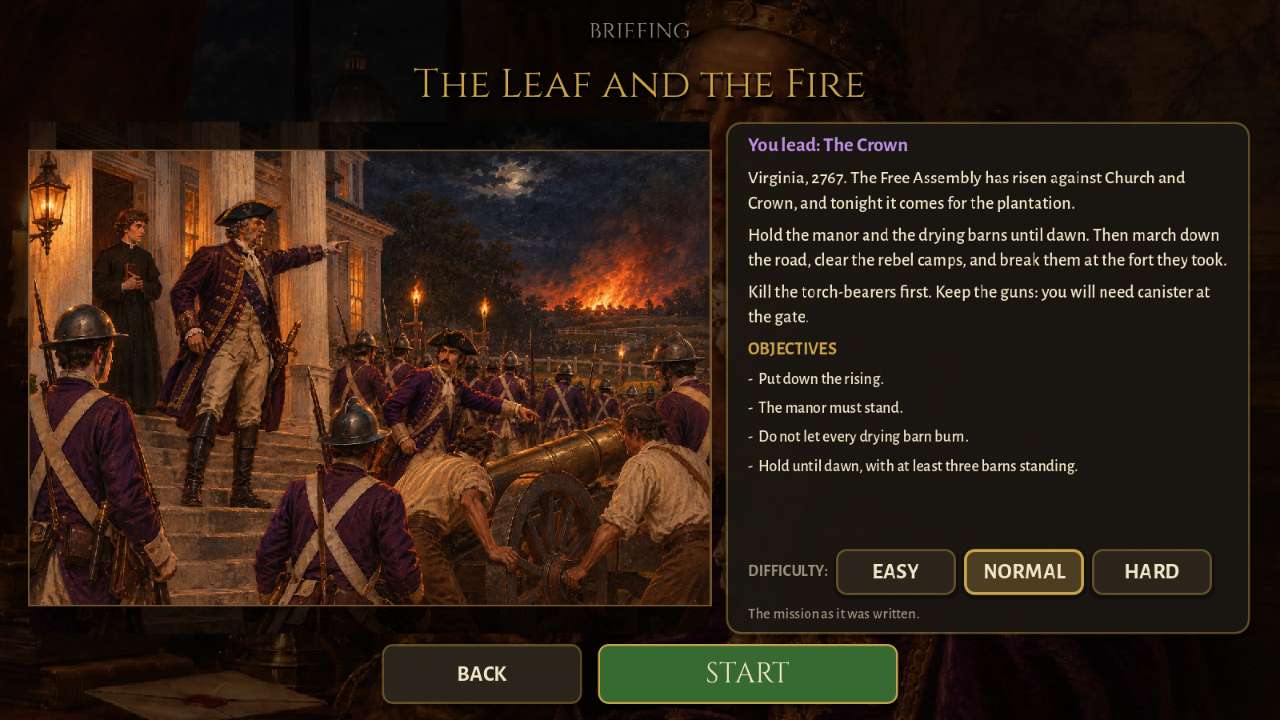 BRIEFING
The Leaf and the Fire
You lead: The Crown
Virginia, 2767. The Free Assembly has risen against Church and
Crown, and tonight it comes for the plantation.
Hold the manor and the drying barns until dawn. Then march down
the road, clear the rebel camps, and break them at the fort they took.
Kill the torch-bearers first. Keep the guns: you will need canister at
the gate.
OBJECTIVES
- Put down the rising.
- The manor must stand.
- Do not let every drying barn burn.
- Hold until dawn, with at least three barns standing.
DIFFICULTY: EASY NORMAL HARD
The mission as it was written.
BACK START